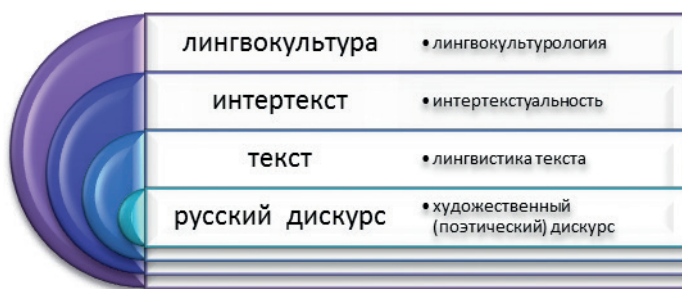 лингвокультура
• лингвокультурология
интертекст
• интертекстуальность
текст
• лингвистика текста
русский дискурс
• художественный
(поэтический) дискурс